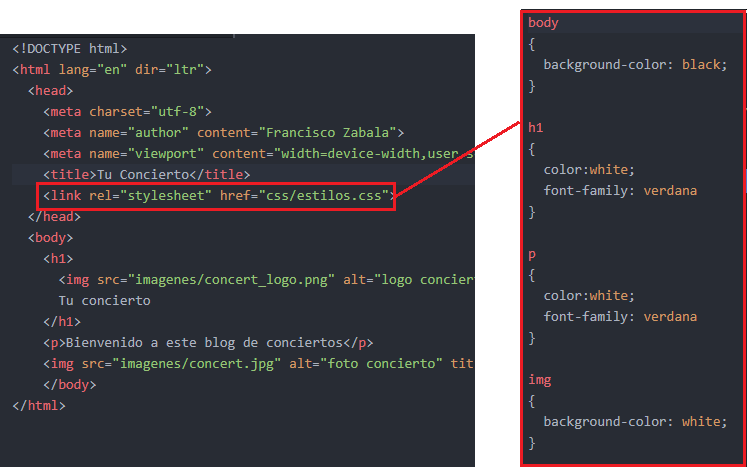 <!DOCTYPE html>
<html lang="en" dir="ltr">
<head>
<meta charset="utf-8">
<meta name="author" content="Francisco Zabala">
<meta name="viewport" content="width=device-width,user
<title>Tu Concierto</title>
<link rel="stylesheet" href="css/estilos.css">
</head>
<body>
<h1>
<img src="imagenes/concert_logo.png" alt="logo concier
Tu concierto
</h1>
<p>Bienvenido a este blog de conciertos</p>
<img src="imagenes/concert.jpg" alt="foto concierto" tit
</body>
</html>
body
{
background-color: black;
}
h1
{
color:white;
font-family: verdana
}
p
{
color:white;
font-family: verdana
}
img
{
background-color: white;
}